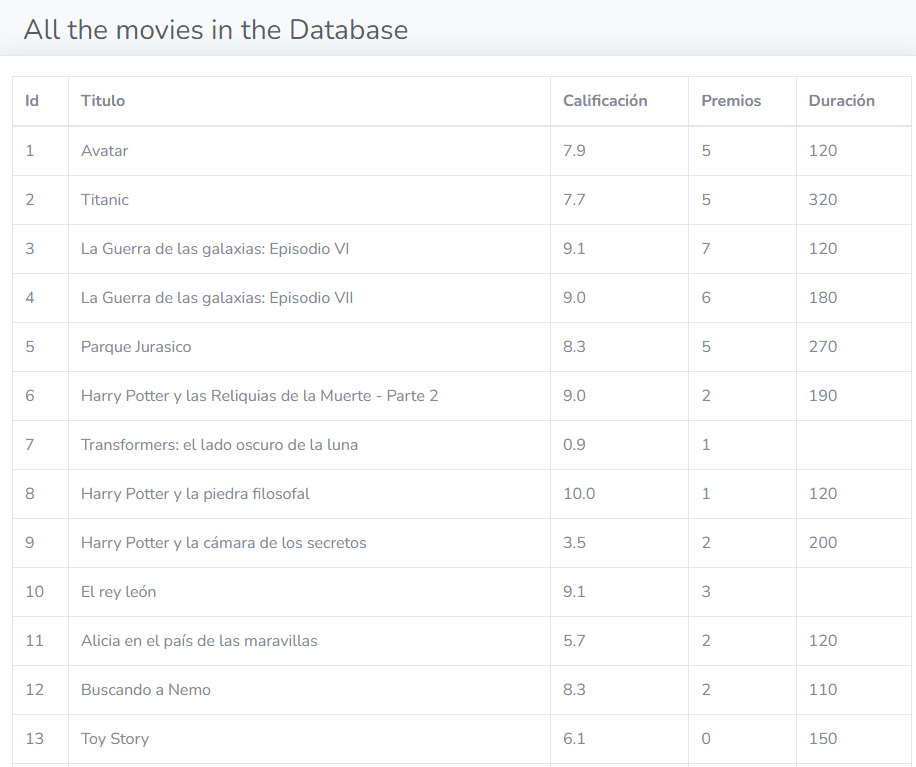 All the movies in the Database
Id Titulo Calificación Premios Duración
1 Avatar 7.9 5 120
2 Titanic 7.7 5 320
3 La Guerra de las galaxias: Episodio VI 9.1 7 120
4 La Guerra de las galaxias: Episodio VII 9.0 6 180
5 Parque Jurasico 8.3 5 270
6 Harry Potter y las Reliquias de la Muerte - Parte 2 9.0 2 190
7 Transformers: el lado oscuro de la luna 0.9 1
8 Harry Potter y la piedra filosofal 10.0 1 120
9 Harry Potter y la cámara de los secretos 3.5 2 200
10 El rey león 9.1 3
11 Alicia en el país de las maravillas 5.7 2 120
12 Buscando a Nemo 8.3 2 110
13 Toy Story 6.1 0 150